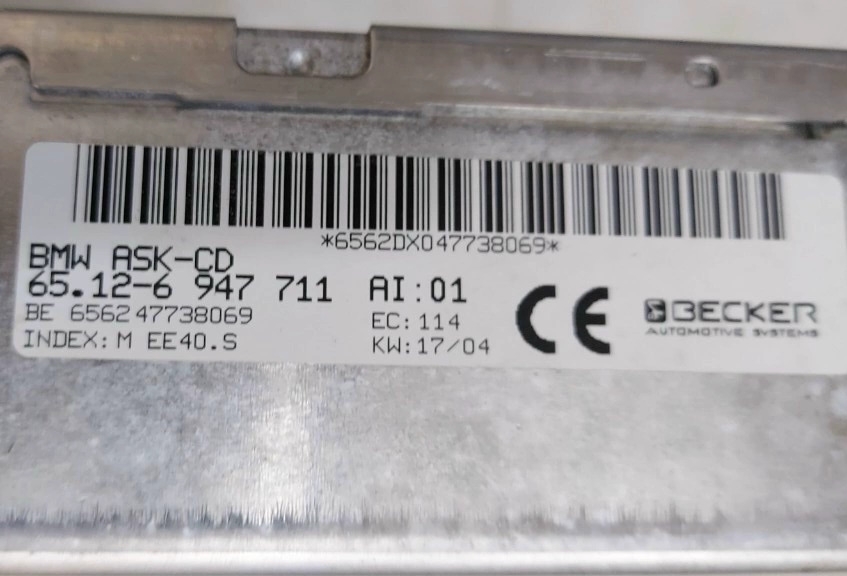 *6562DX047738069*
BMW ASK-CD
65.12-6 947 711 AI:01
BE 6562 47738069 EC: 114
INDEX: M EE40.S KW: 17/04
CE
BECKER
AUTOMOTIVE SYSTEMS